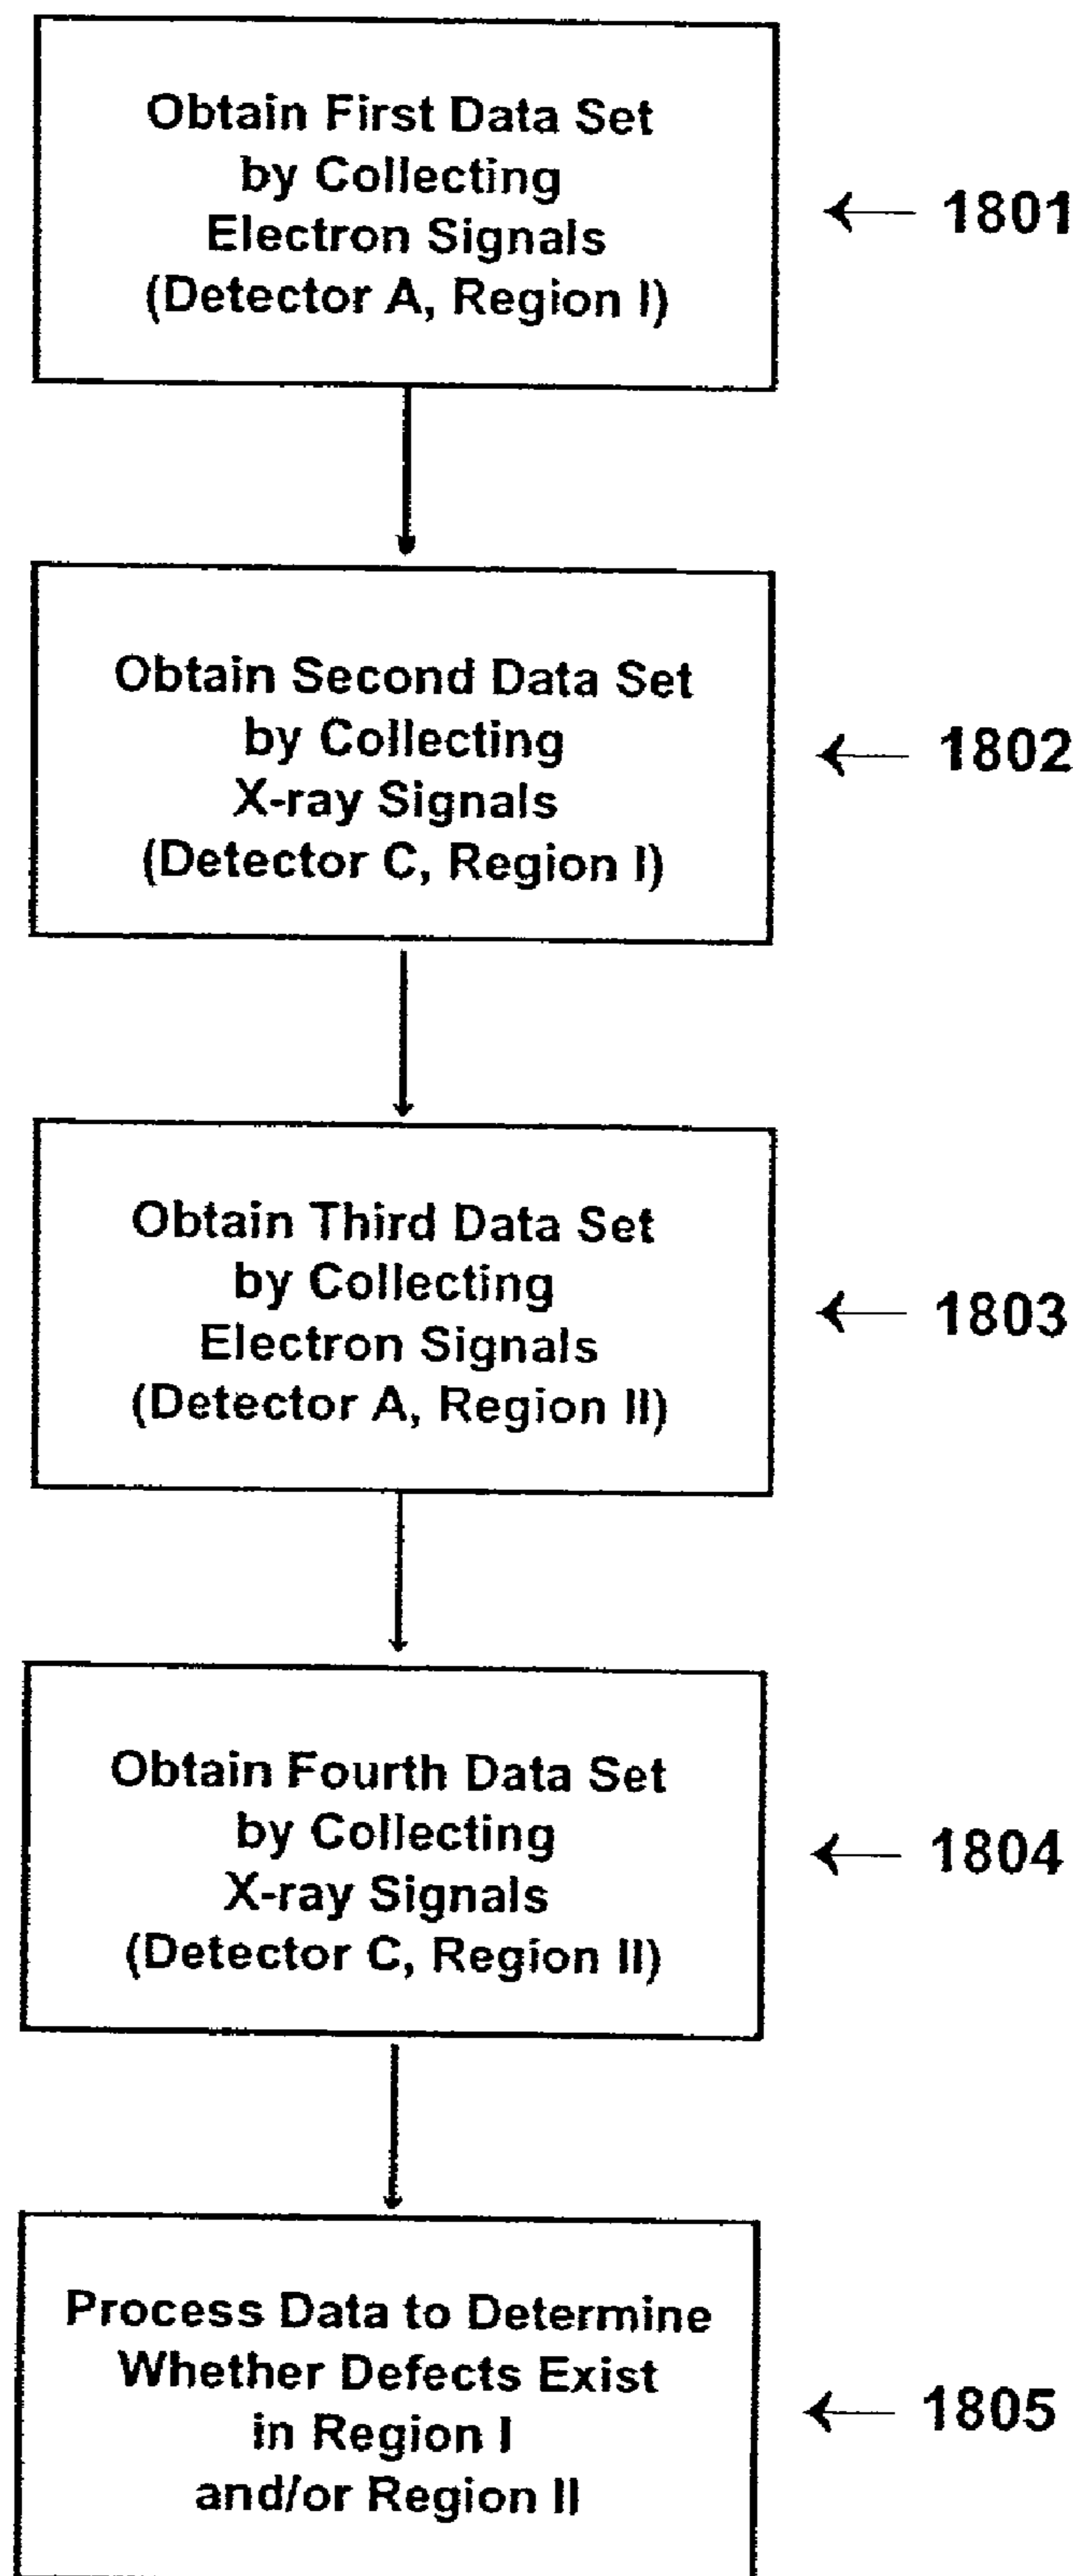 Obtain First Data Set
by Collecting
Electron Signals
(Detector A, Region I)
1801
Obtain Second Data Set
by Collecting
X-ray Signals
(Detector C, Region I)
1802
Obtain Third Data Set
by Collecting
Electron Signals
(Detector A, Region II)
1803
Obtain Fourth Data Set
by Collecting
X-ray Signals
(Detector C, Region II)
1804
Process Data to Determine
Whether Defects Exist
in Region I
and/or Region II
1805